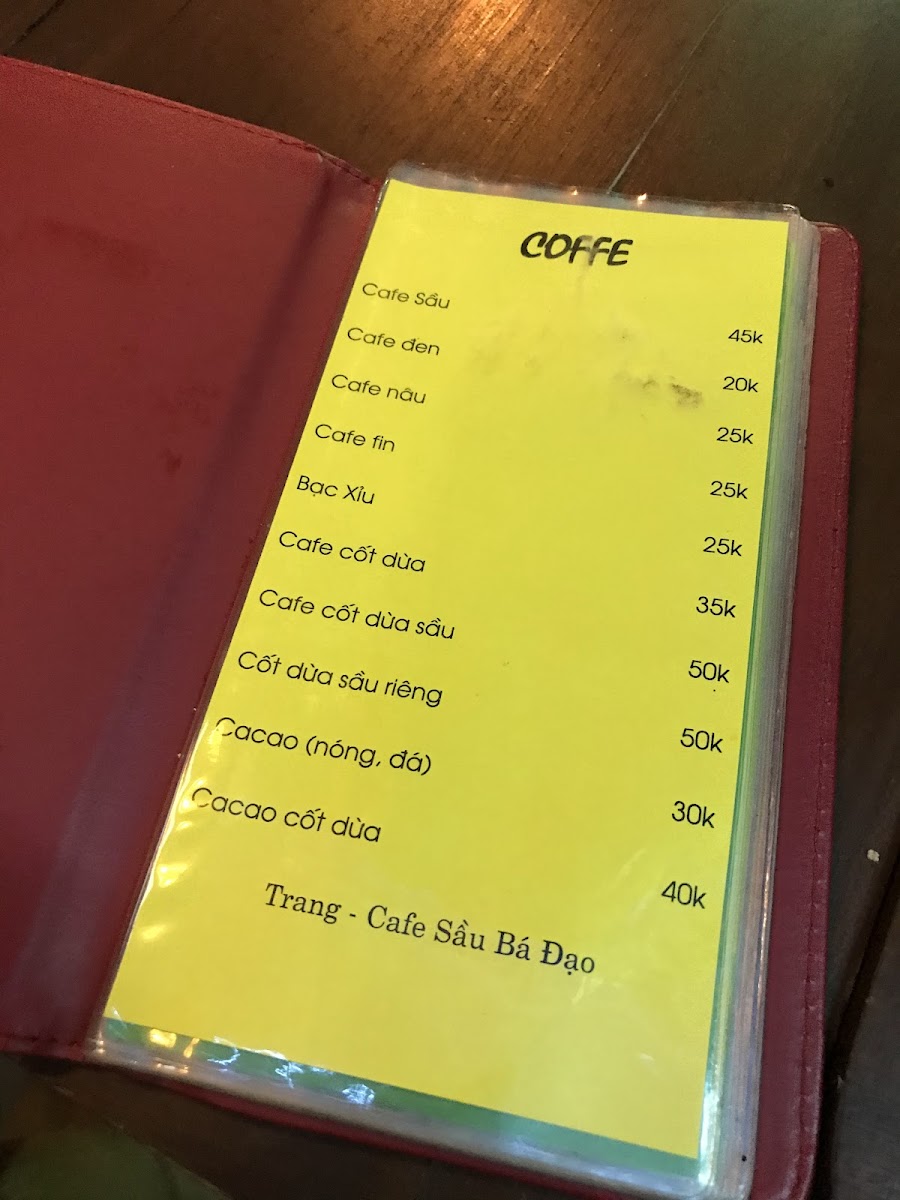 COFFE
Cafe Sầu 45k
Cafe đen 20k
Cafe nâu 25k
Cafe fin 25k
Bạc Xỉu 25k
Cafe cốt dừa 35k
Cafe cốt dừa sầu 50k
Cốt dừa sầu riêng 50k
Cacao (nóng, đá) 30k
Cacao cốt dừa 40k
Trang - Cafe Sầu Bá Đạo